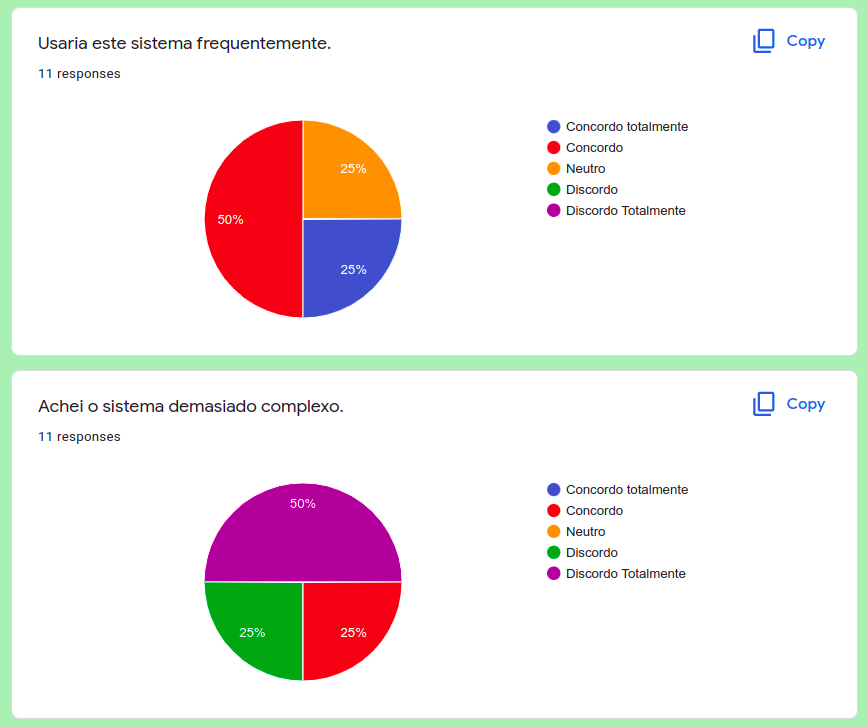 Usaria este sistema frequentemente.
Copy
11 responses
25%
50%
25%
Concordo totalmente
Concordo
Neutro
Discordo
Discordo Totalmente
Achei o sistema demasiado complexo.
Copy
11 responses
50%
25%
25%
Concordo totalmente
Concordo
Neutro
Discordo
Discordo Totalmente